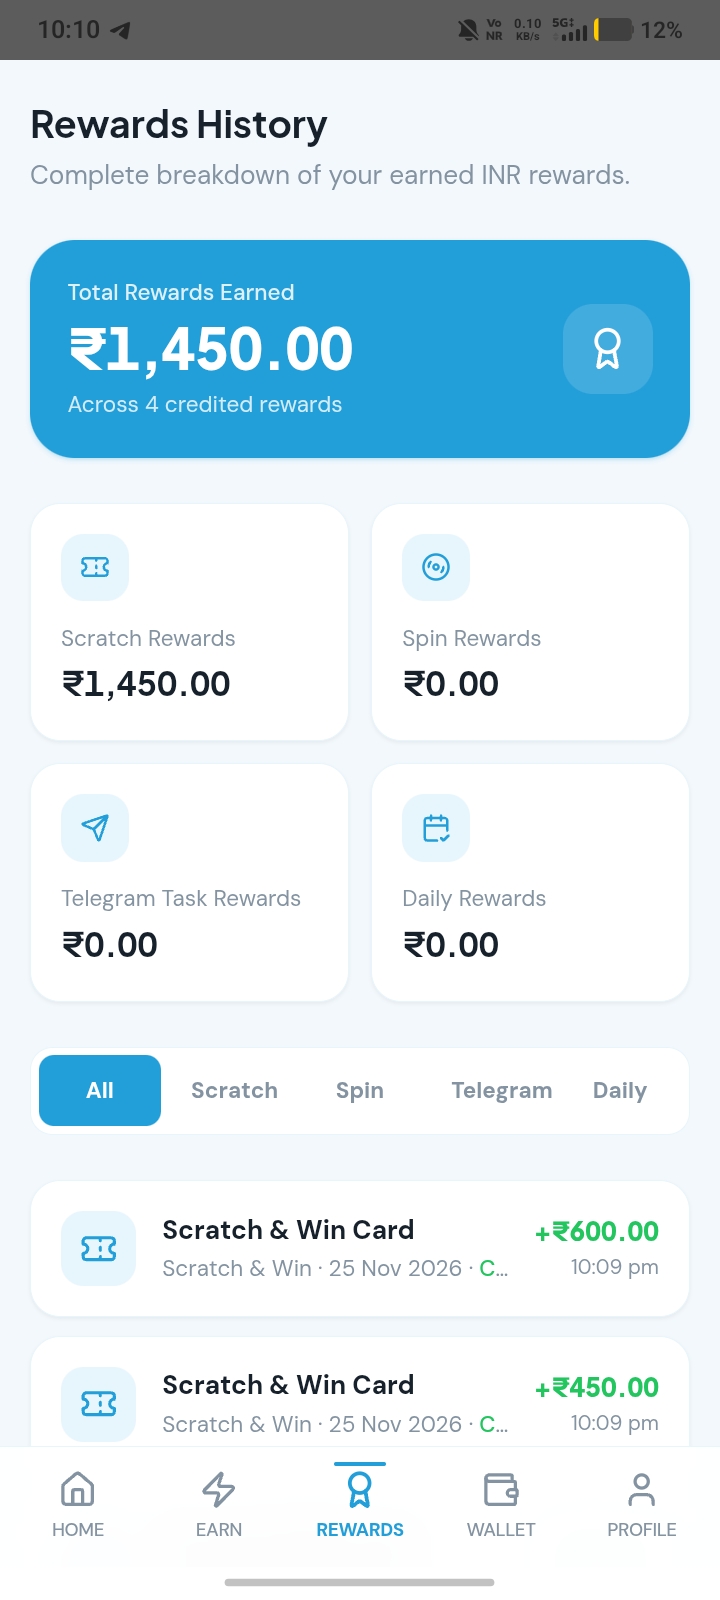 10:10
Vo NR 0.10 KB/s 5G 12%
Rewards History
Complete breakdown of your earned INR rewards.
Total Rewards Earned
₹1,450.00
Across 4 credited rewards
Scratch Rewards
₹1,450.00
Spin Rewards
₹0.00
Telegram Task Rewards
₹0.00
Daily Rewards
₹0.00
All Scratch Spin Telegram Daily
Scratch & Win Card +₹600.00
Scratch & Win · 25 Nov 2026 · C... 10:09 pm
Scratch & Win Card +₹450.00
Scratch & Win · 25 Nov 2026 · C... 10:09 pm
HOME EARN REWARDS WALLET PROFILE